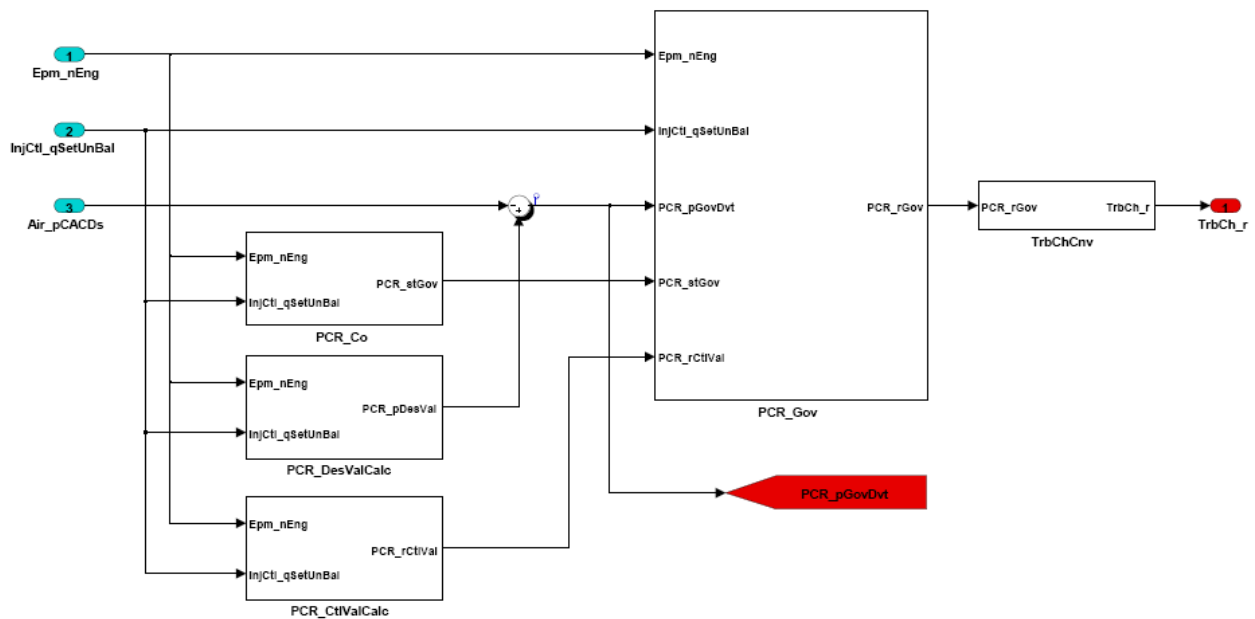 1
Epm_nEng
2
InjCtl_qSetUnBal
3
Air_pCACDs
Epm_nEng
InjCtl_qSetUnBal
PCR_pGovDvt
PCR_stGov
PCR_rCtlVal
PCR_rGov
PCR_Gov
PCR_rGov
TrbCh_r
TrbChCnv
1
TrbCh_r
Epm_nEng
InjCtl_qSetUnBal
PCR_stGov
PCR_Co
Epm_nEng
InjCtl_qSetUnBal
PCR_pDesVal
PCR_DesValCalc
Epm_nEng
InjCtl_qSetUnBal
PCR_rCtlVal
PCR_CtlValCalc
PCR_pGovDvt